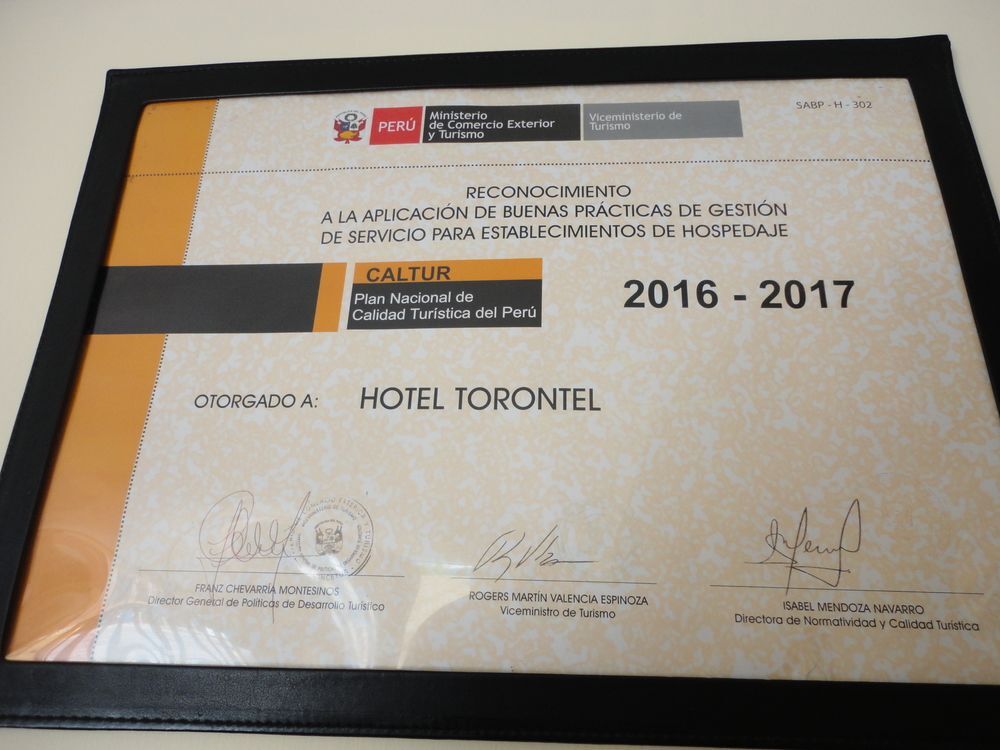 PERÚ
Ministerio
de Comercio Exterior
y Turismo
Viceministerio de
Turismo
SABP - H - 302
RECONOCIMIENTO
A LA APLICACIÓN DE BUENAS PRÁCTICAS DE GESTIÓN
DE SERVICIO PARA ESTABLECIMIENTOS DE HOSPEDAJE
CALTUR
Plan Nacional de
Calidad Turística del Perú
2016 - 2017
OTORGADO A: HOTEL TORONTEL
FRANZ CHEVARRÍA MONTESINOS
Director General de Políticas de Desarrollo Turístico
ROGERS MARTÍN VALENCIA ESPINOZA
Viceministro de Turismo
ISABEL MENDOZA NAVARRO
Directora de Normatividad y Calidad Turística